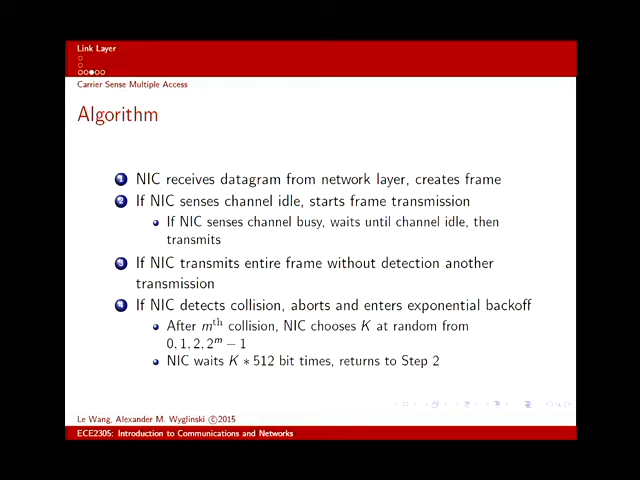 Link Layer
Carrier Sense Multiple Access
Algorithm
1 NIC receives datagram from network layer, creates frame
2 If NIC senses channel idle, starts frame transmission
If NIC senses channel busy, waits until channel idle, then
transmits
3 If NIC transmits entire frame without detection another
transmission
4 If NIC detects collision, aborts and enters exponential backoff
After mᵗʰ collision, NIC chooses K at random from
0, 1, 2, 2ᵐ − 1
NIC waits K ∗ 512 bit times, returns to Step 2
Le Wang, Alexander M. Wyglinski ©2015
ECE2305: Introduction to Communications and Networks